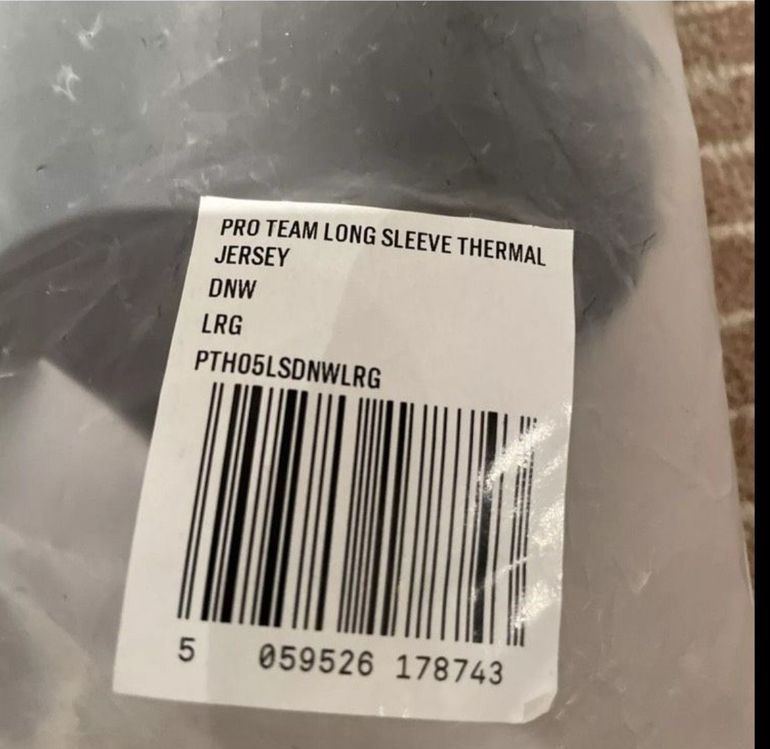 PRO TEAM LONG SLEEVE THERMAL
JERSEY
DNW
LRG
PTH05LSDNWLRG
5 059526 178743